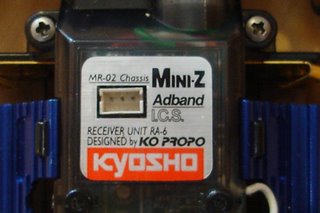 MR-02 Chassis MINI-Z
Adband
I.C.S.
RECEIVER UNIT RA-6
DESIGNED by KO PROPO
KYOSHO